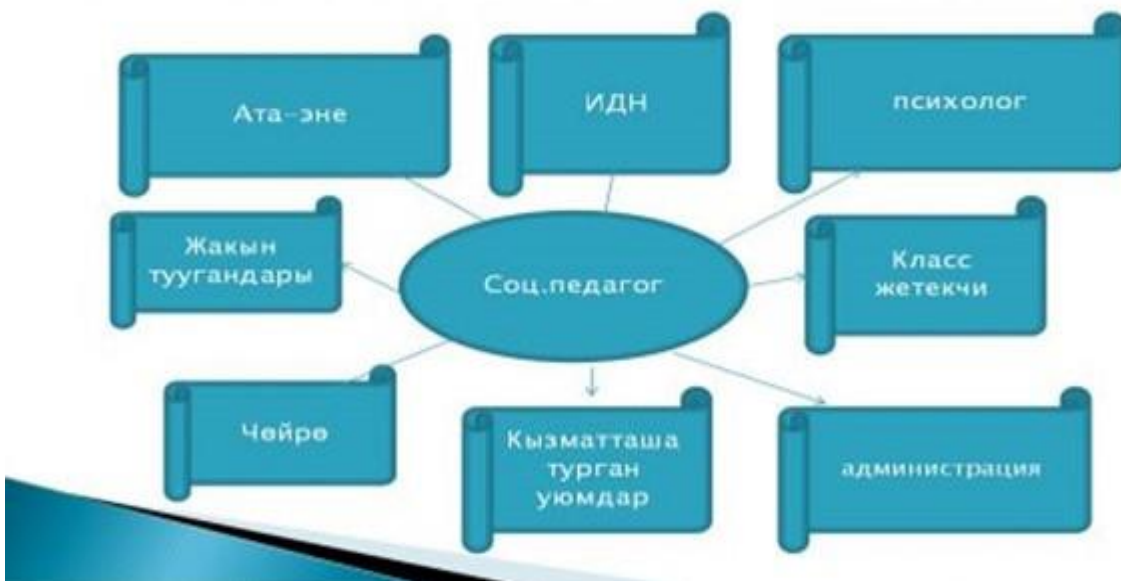 Ата-эне
ИДН
психолог
Жакын
туугандары
Соц.педагог
Класс
жетекчи
Чөйрө
Кызматташа
турган
уюмдар
администрация